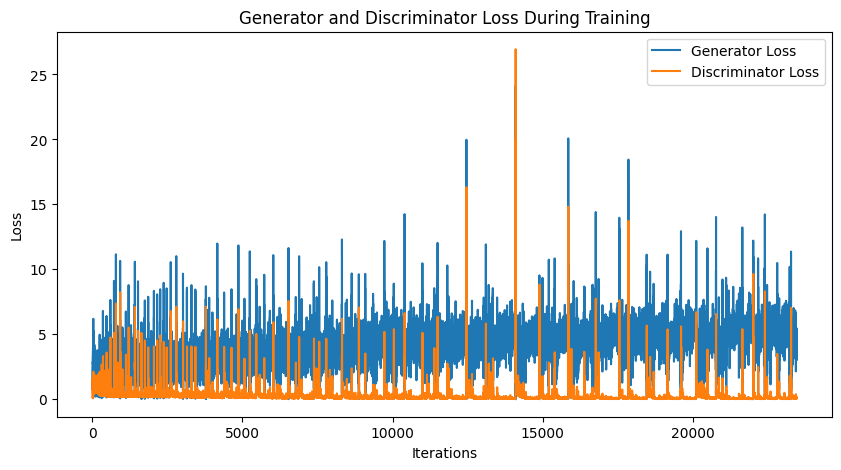 Generator and Discriminator Loss During Training
Generator Loss
Discriminator Loss
25
20
15
10
5
0
Loss
0
5000
10000
15000
20000
Iterations